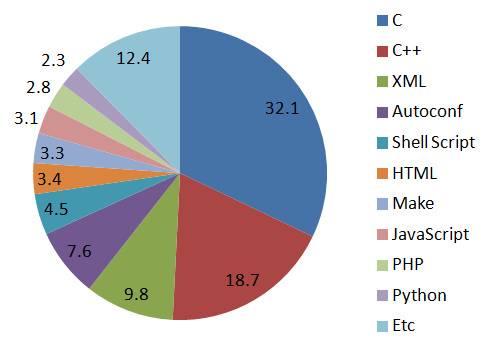 32.1
18.7
9.8
7.6
4.5
3.4
3.3
3.1
2.8
2.3
12.4
C
C++
XML
Autoconf
Shell Script
HTML
Make
JavaScript
PHP
Python
Etc